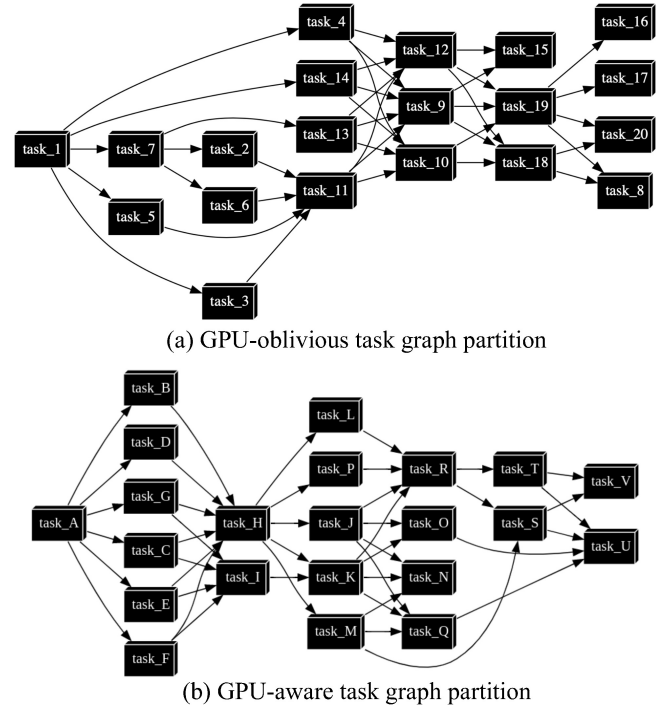 task_4
task_16
task_12
task_15
task_14
task_17
task_9
task_19
task_13
task_20
task_1
task_7
task_2
task_10
task_18
task_11
task_8
task_5
task_6
task_3
(a) GPU-oblivious task graph partition
task_B
task_L
task_D
task_P
task_R
task_T
task_V
task_G
task_A
task_H
task_J
task_O
task_S
task_C
task_U
task_I
task_K
task_N
task_E
task_M
task_Q
task_F
(b) GPU-aware task graph partition